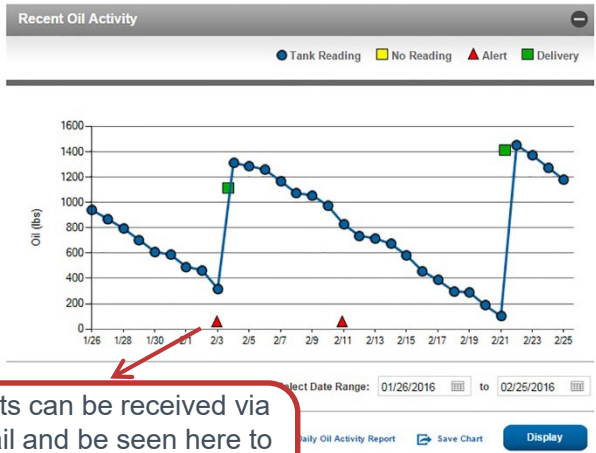 Recent Oil Activity
Tank Reading No Reading Alert Delivery
1600
1400
1200
1000
800
600
400
200
0
Oil (lbs)
1/26 1/28 1/30 2/1 2/3 2/5 2/7 2/9 2/11 2/13 2/15 2/17 2/19 2/21 2/23 2/25
Date Range: 01/26/2016 to 02/25/2016
can be received via
and be seen here to
Oil Activity Report Save Chart Display